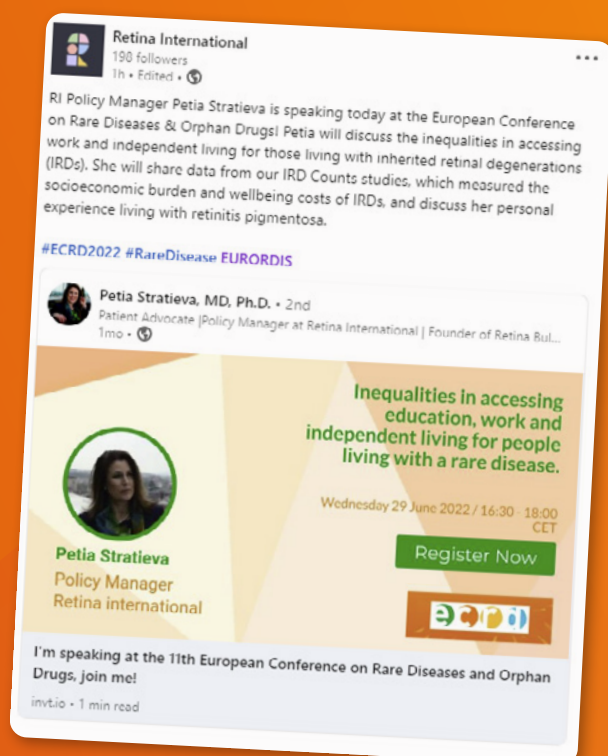 Retina International
198 followers
1h • Edited •
RI Policy Manager Petia Stratieva is speaking today at the European Conference
on Rare Diseases & Orphan Drugs! Petia will discuss the inequalities in accessing
work and independent living for those living with inherited retinal degenerations
(IRDs). She will share data from our IRD Counts studies, which measured the
socioeconomic burden and wellbeing costs of IRDs, and discuss her personal
experience living with retinitis pigmentosa.
#ECRD2022 #RareDisease EURORDIS
Petia Stratieva, MD, Ph.D. • 2nd
Patient Advocate |Policy Manager at Retina International | Founder of Retina Bul...
1mo •
Inequalities in accessing
education, work and
independent living for people
living with a rare disease.
Wednesday 29 June 2022 / 16:30 - 18:00
CET
Register Now
Petia Stratieva
Policy Manager
Retina international
ecrd
I'm speaking at the 11th European Conference on Rare Diseases and Orphan
Drugs, join me!
invt.io • 1 min read